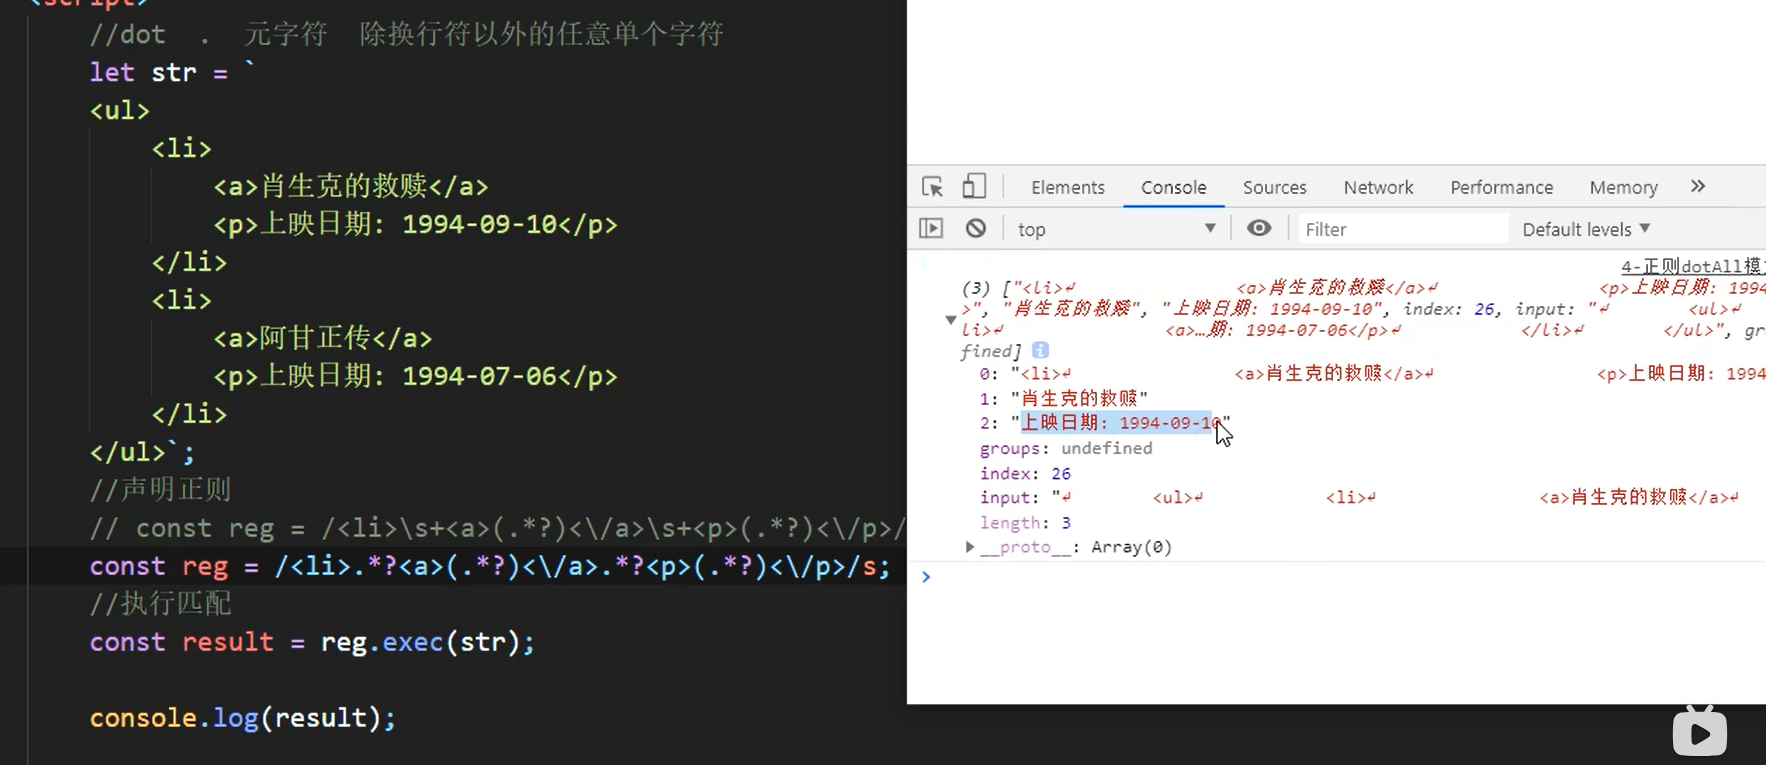 <script>
//dot  .  元字符  除换行符以外的任意单个字符
let str = `
<ul>
<li>
<a>肖生克的救赎</a>
<p>上映日期: 1994-09-10</p>
</li>
<li>
<a>阿甘正传</a>
<p>上映日期: 1994-07-06</p>
</li>
</ul>`;
//声明正则
// const reg = /<li>\s+<a>(.*?)<\/a>\s+<p>(.*?)<\/p>/
const reg = /<li>.*?<a>(.*?)<\/a>.*?<p>(.*?)<\/p>/s;
//执行匹配
const result = reg.exec(str);
console.log(result);
Elements Console Sources Network Performance Memory »
top Filter Default levels
4-正则dotAll模
(3) ["<li>↵ <a>肖生克的救赎</a>↵ <p>上映日期: 1994
>", "肖生克的救赎", "上映日期: 1994-09-10", index: 26, input: "↵ <ul>↵
li>↵ <a>…期: 1994-07-06</p>↵ </li>↵ </ul>", gr
fined]
0: "<li>↵ <a>肖生克的救赎</a>↵ <p>上映日期: 1994
1: "肖生克的救赎"
2: "上映日期: 1994-09-10"
groups: undefined
index: 26
input: "↵ <ul>↵ <li>↵ <a>肖生克的救赎</a>↵
length: 3
__proto__: Array(0)